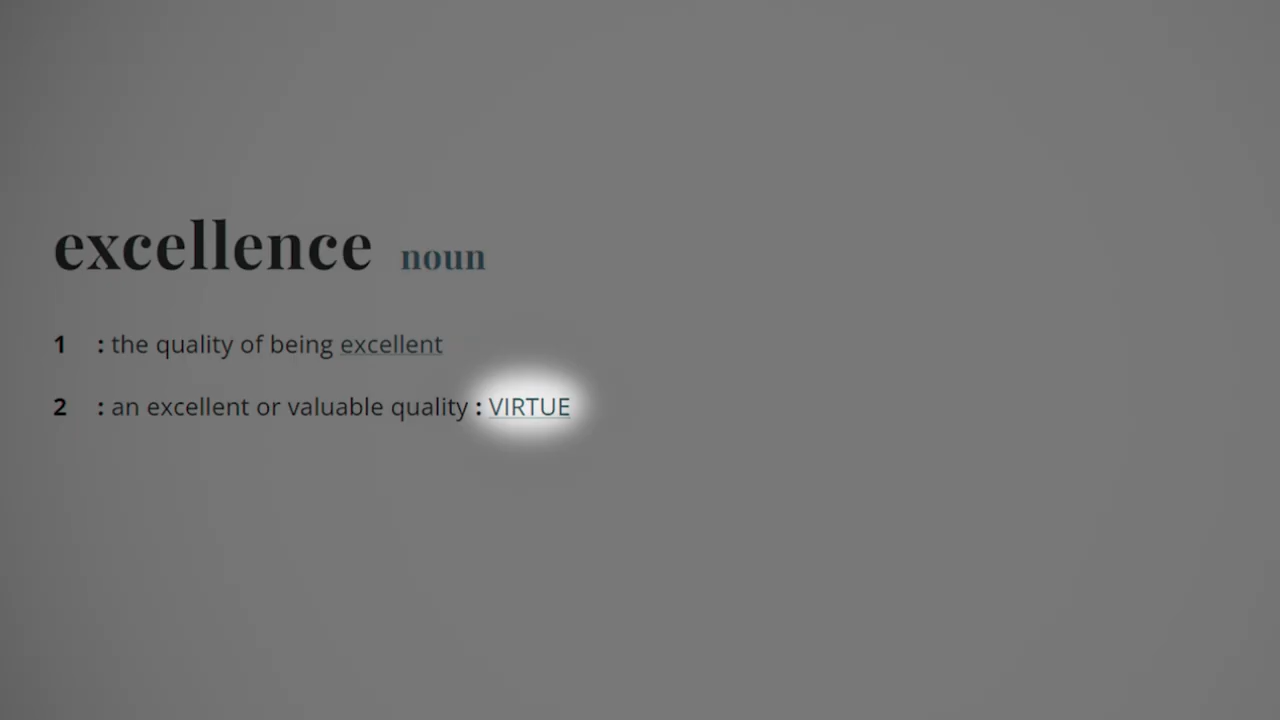 excellence noun
1 : the quality of being excellent
2 : an excellent or valuable quality : VIRTUE